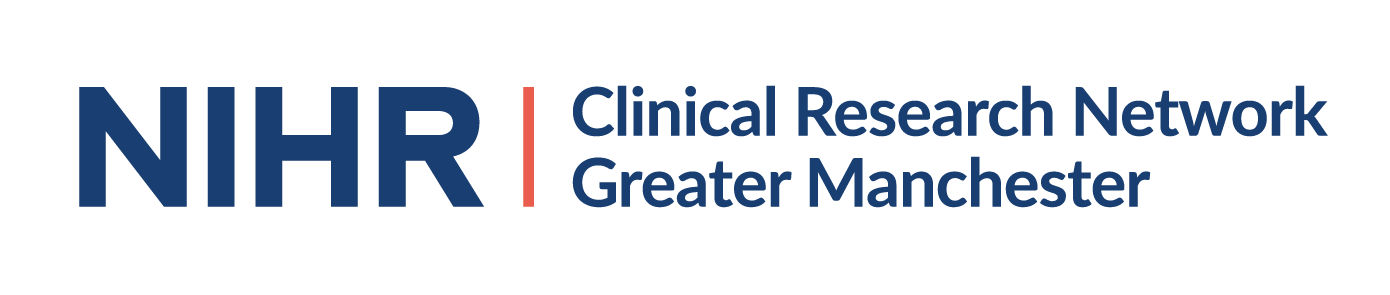 NIHR
Clinical Research Network
Greater Manchester